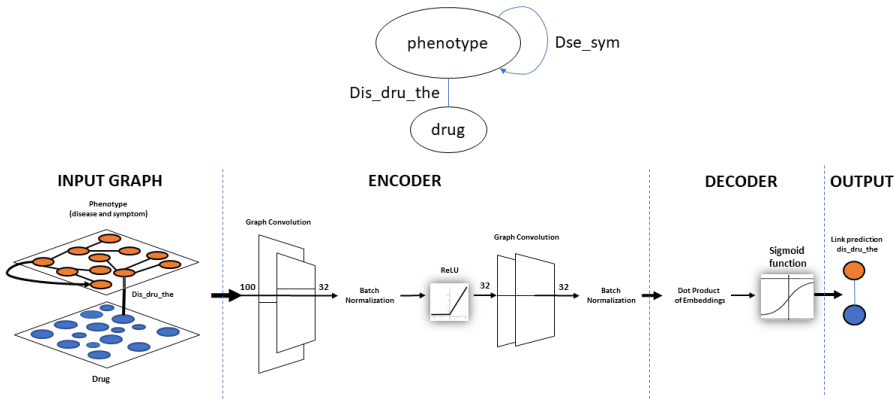 phenotype
Dse_sym
Dis_dru_the
drug
INPUT GRAPH
ENCODER
DECODER
OUTPUT
Phenotype
(disease and symptom)
Dis_dru_the
Drug
Graph Convolution
100
32
Batch
Normalization
ReLU
32
Graph Convolution
32
Batch
Normalization
Dot Product
of Embeddings
Sigmoid
function
Link prediction
dis_dru_the